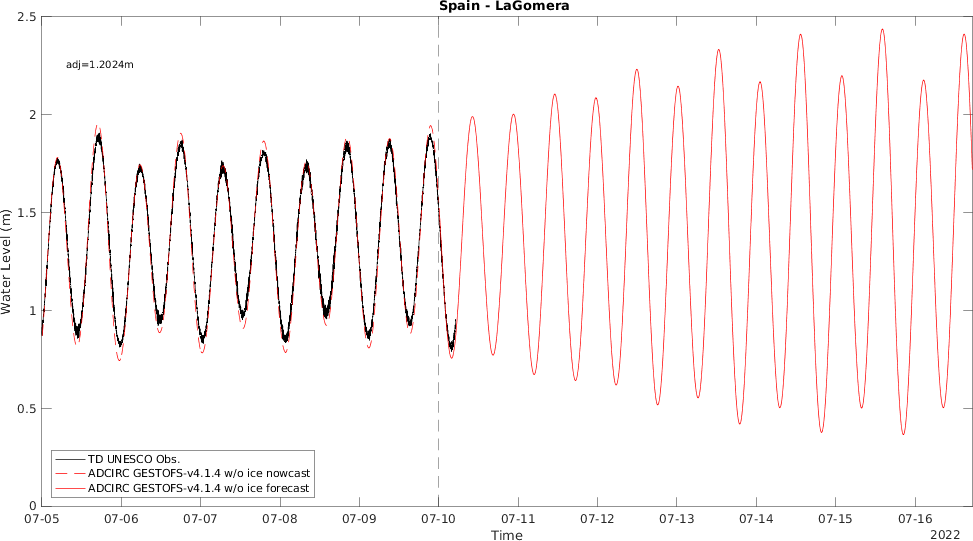 Spain - LaGomera
adj=1.2024m
2.5
2
1.5
1
0.5
0
Water Level (m)
TD UNESCO Obs.
ADCIRC GESTOFS-v4.1.4 w/o ice nowcast
ADCIRC GESTOFS-v4.1.4 w/o ice forecast
07-05 07-06 07-07 07-08 07-09 07-10 07-11 07-12 07-13 07-14 07-15 07-16
Time
2022